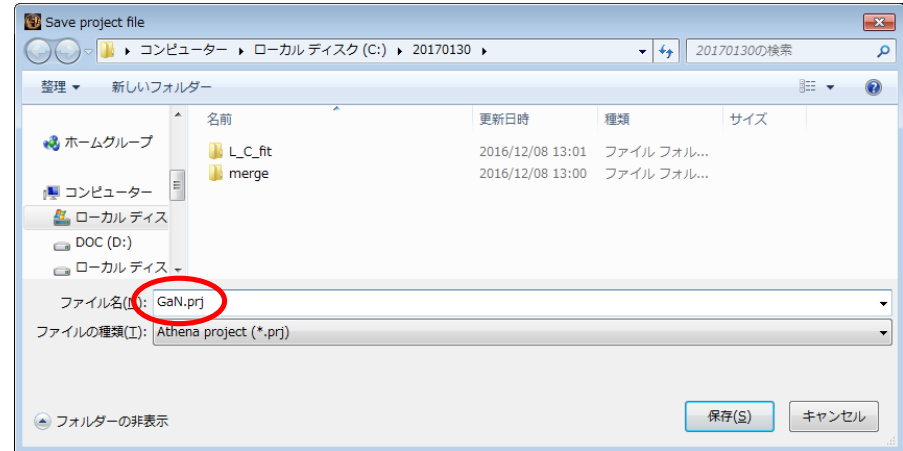 Save project file
コンピューター ▸ ローカル ディスク (C:) ▸ 20170130 ▸
20170130の検索
整理 ▼ 新しいフォルダー
名前 更新日時 種類 サイズ
ホームグループ
L_C_fit 2016/12/08 13:01 ファイル フォル...
merge 2016/12/08 13:00 ファイル フォル...
コンピューター
ローカル ディス
DOC (D:)
ローカル ディス
ファイル名(N): GaN.prj
ファイルの種類(T): Athena project (*.prj)
フォルダーの非表示
保存(S) キャンセル